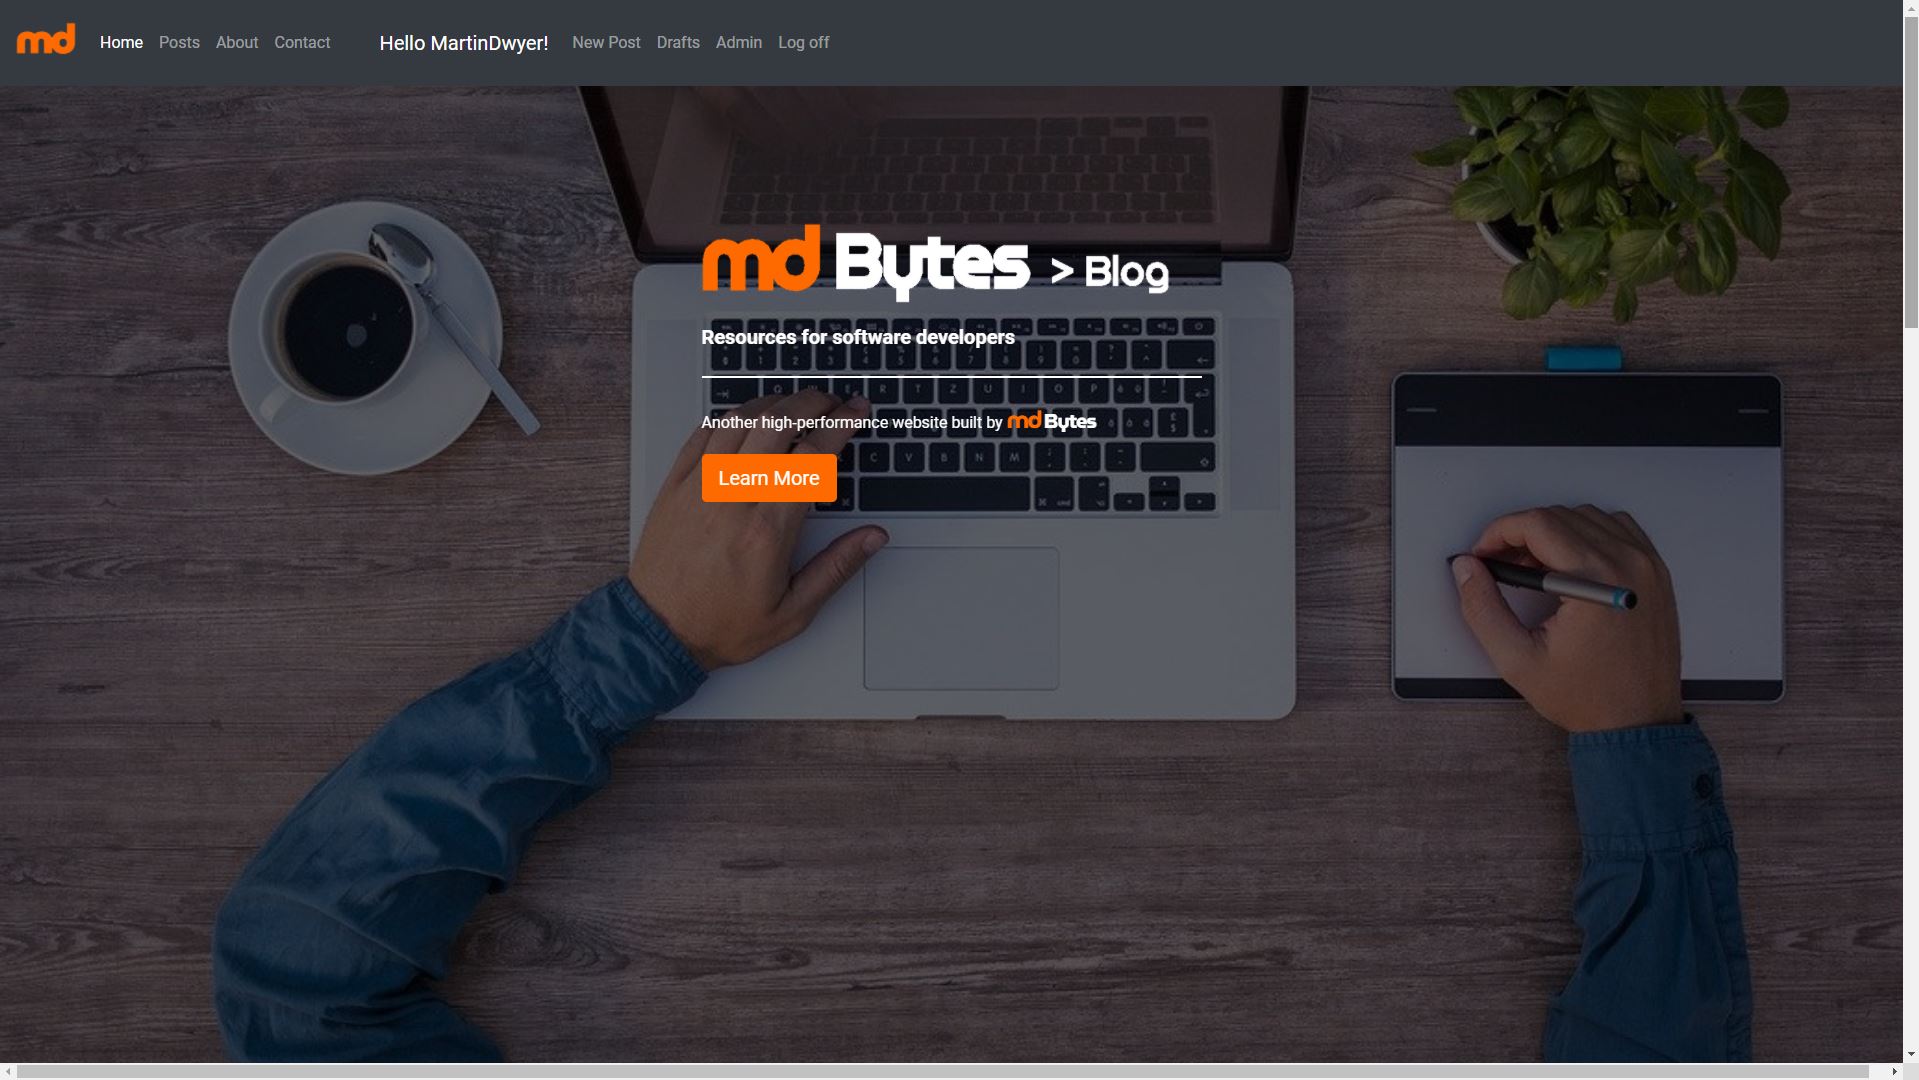 md Home Posts About Contact Hello MartinDwyer! New Post Drafts Admin Log off
md Bytes > Blog
Resources for software developers
Another high-performance website built by md Bytes
Learn More